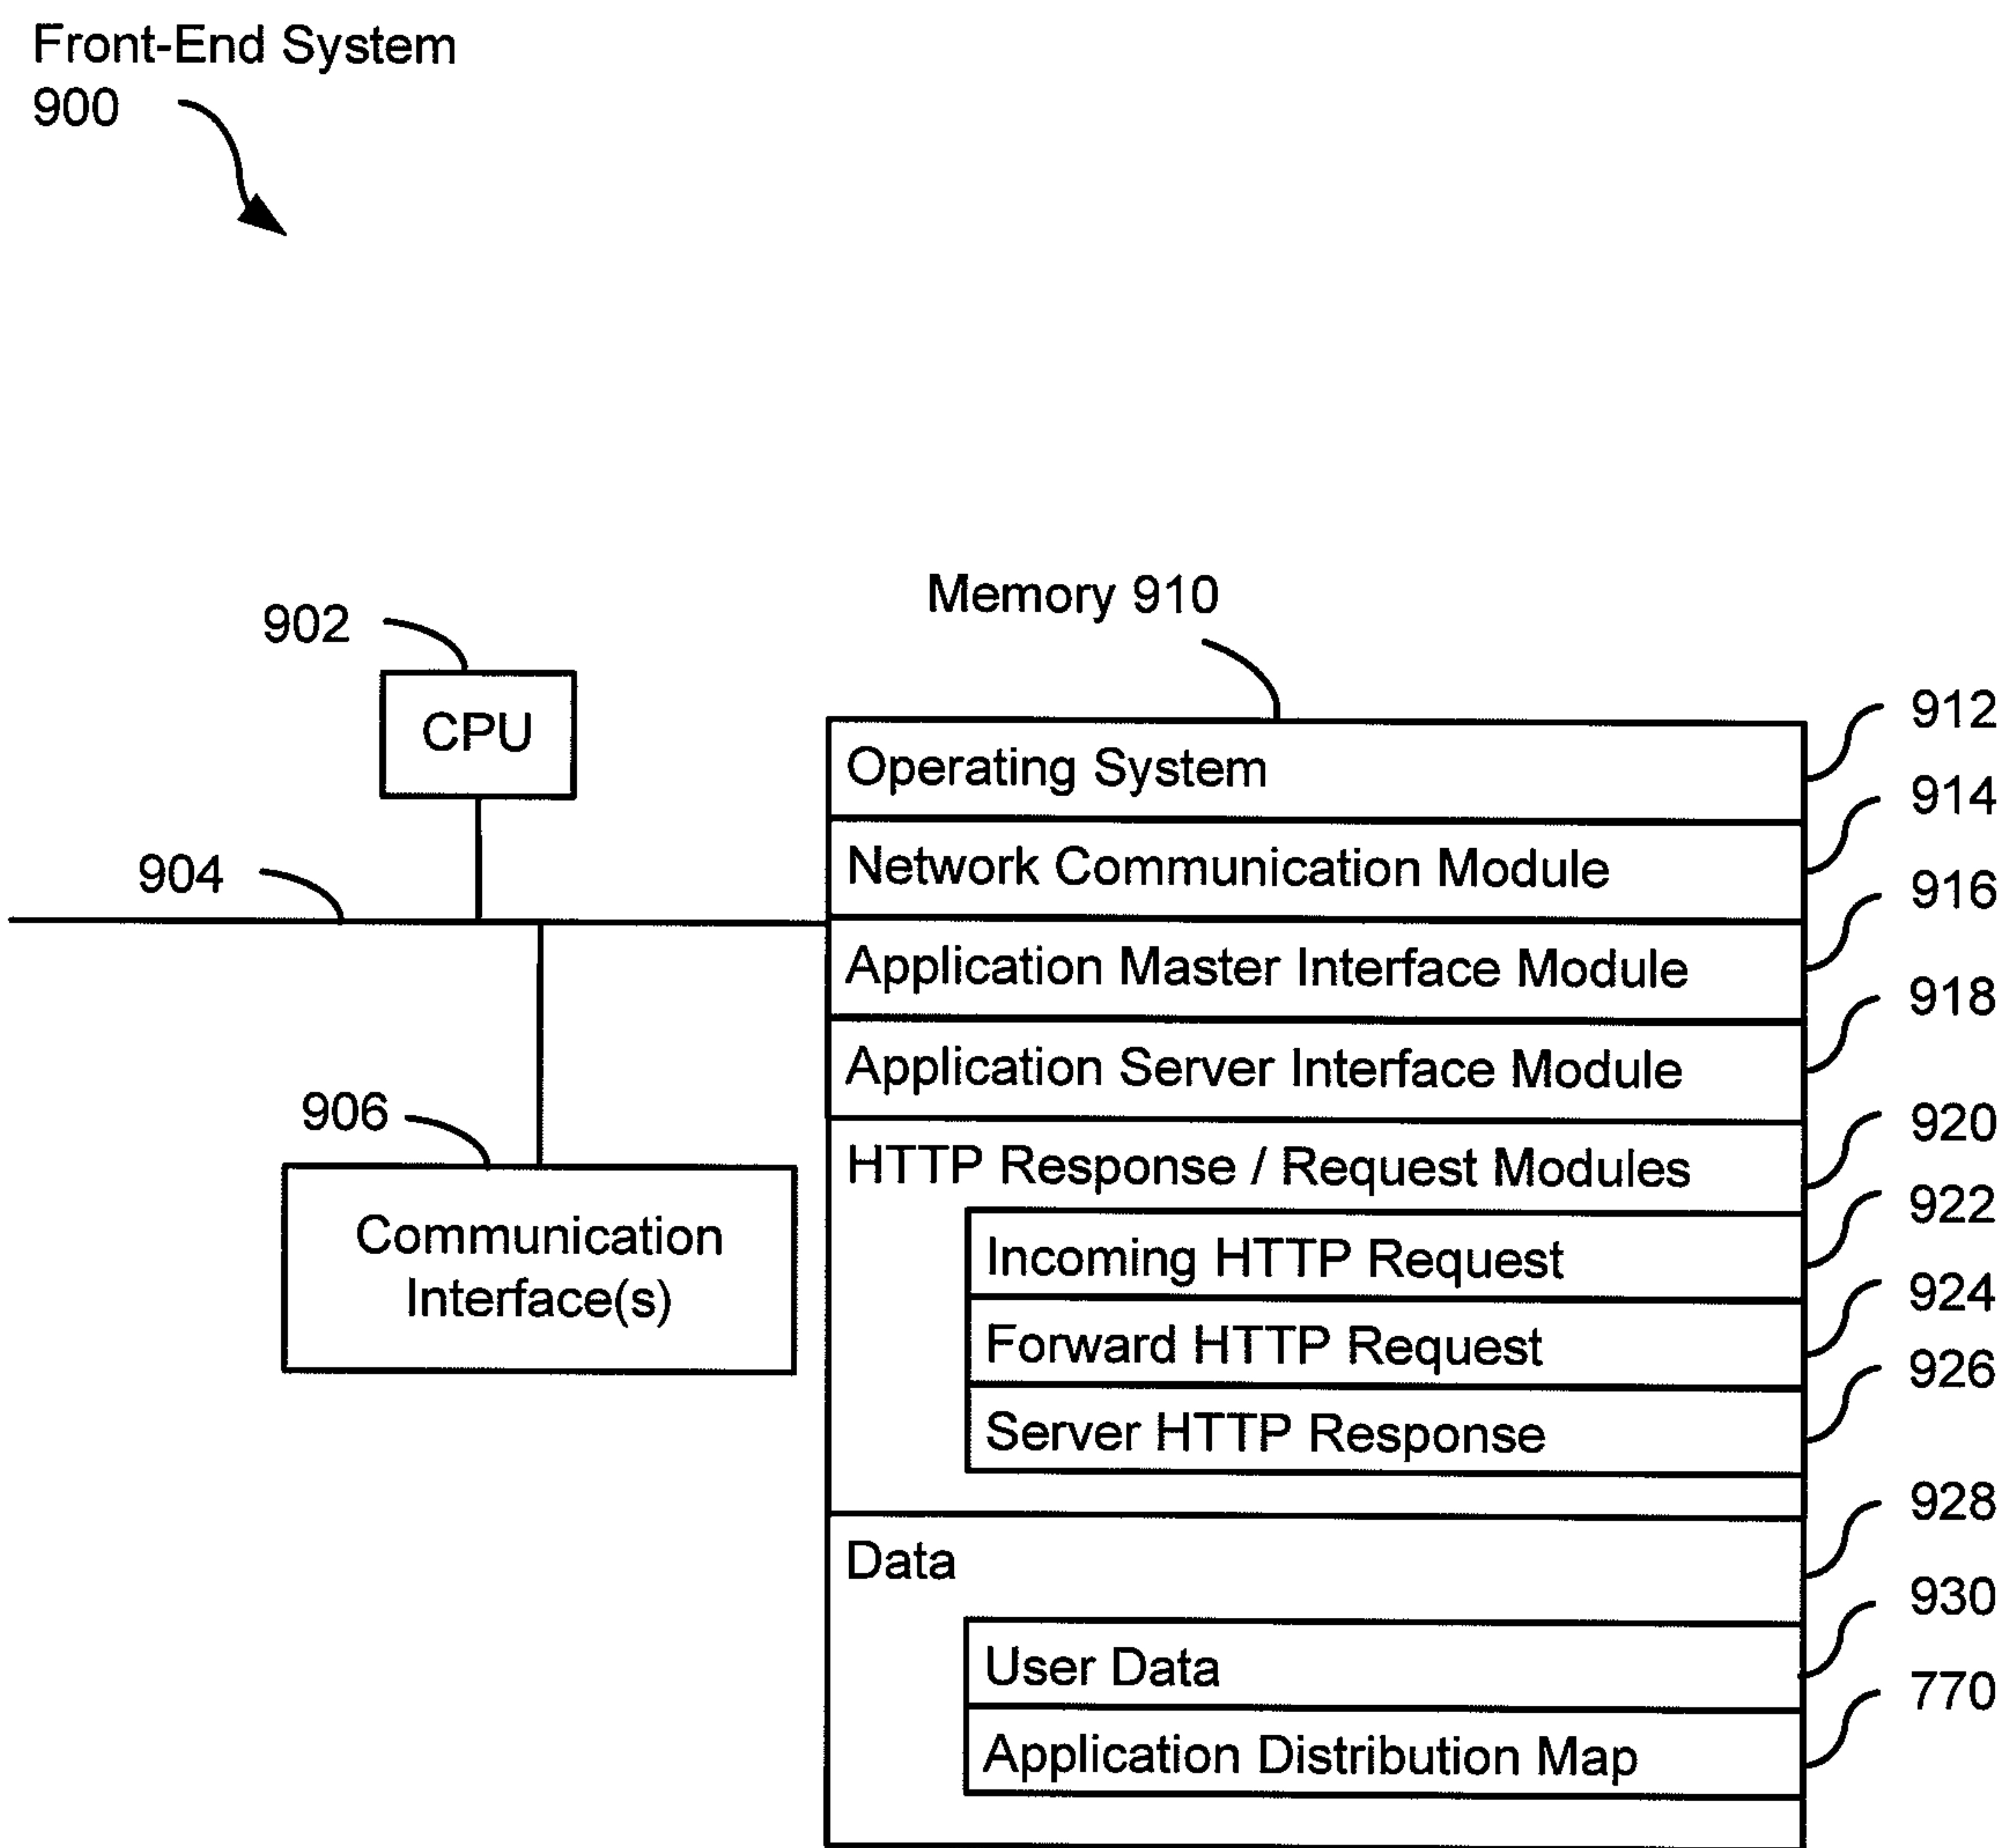 Front-End System
900
Memory 910
902
CPU
912
Operating System
914
Network Communication Module
904
916
Application Master Interface Module
918
Application Server Interface Module
906
920
HTTP Response / Request Modules
Communication
Interface(s)
922
Incoming HTTP Request
924
Forward HTTP Request
926
Server HTTP Response
928
Data
930
User Data
770
Application Distribution Map